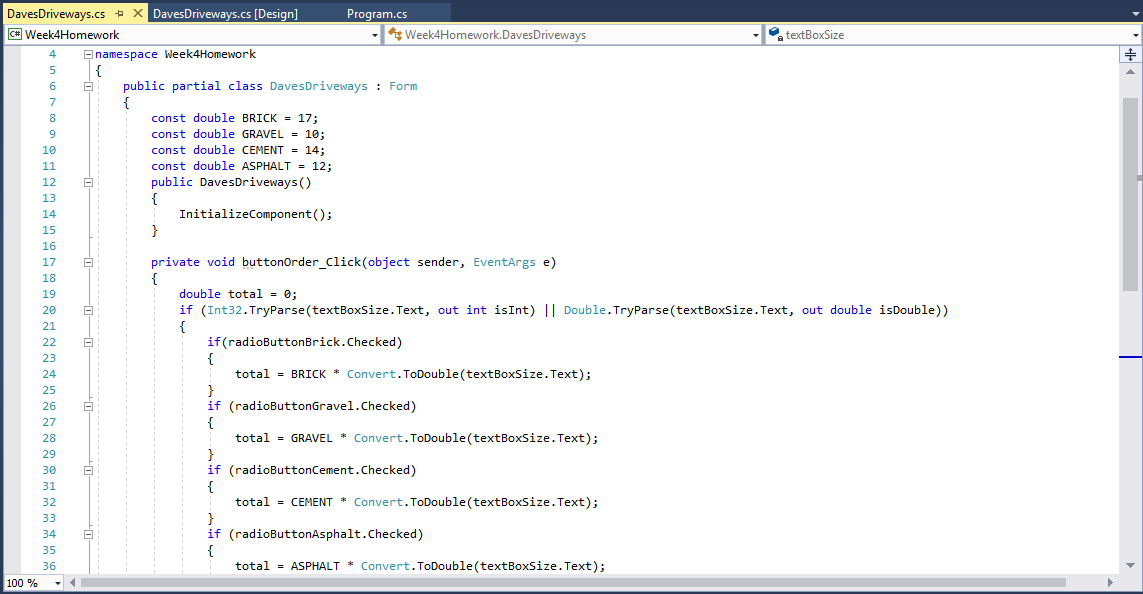 DavesDriveways.cs DavesDriveways.cs [Design] Program.cs
C# Week4Homework Week4Homework.DavesDriveways textBoxSize
4 namespace Week4Homework
5 {
6 public partial class DavesDriveways : Form
7 {
8 const double BRICK = 17;
9 const double GRAVEL = 10;
10 const double CEMENT = 14;
11 const double ASPHALT = 12;
12 public DavesDriveways()
13 {
14 InitializeComponent();
15 }
16
17 private void buttonOrder_Click(object sender, EventArgs e)
18 {
19 double total = 0;
20 if (Int32.TryParse(textBoxSize.Text, out int isInt) || Double.TryParse(textBoxSize.Text, out double isDouble))
21 {
22 if(radioButtonBrick.Checked)
23 {
24 total = BRICK * Convert.ToDouble(textBoxSize.Text);
25 }
26 if (radioButtonGravel.Checked)
27 {
28 total = GRAVEL * Convert.ToDouble(textBoxSize.Text);
29 }
30 if (radioButtonCement.Checked)
31 {
32 total = CEMENT * Convert.ToDouble(textBoxSize.Text);
33 }
34 if (radioButtonAsphalt.Checked)
35 {
36 total = ASPHALT * Convert.ToDouble(textBoxSize.Text);
100 %